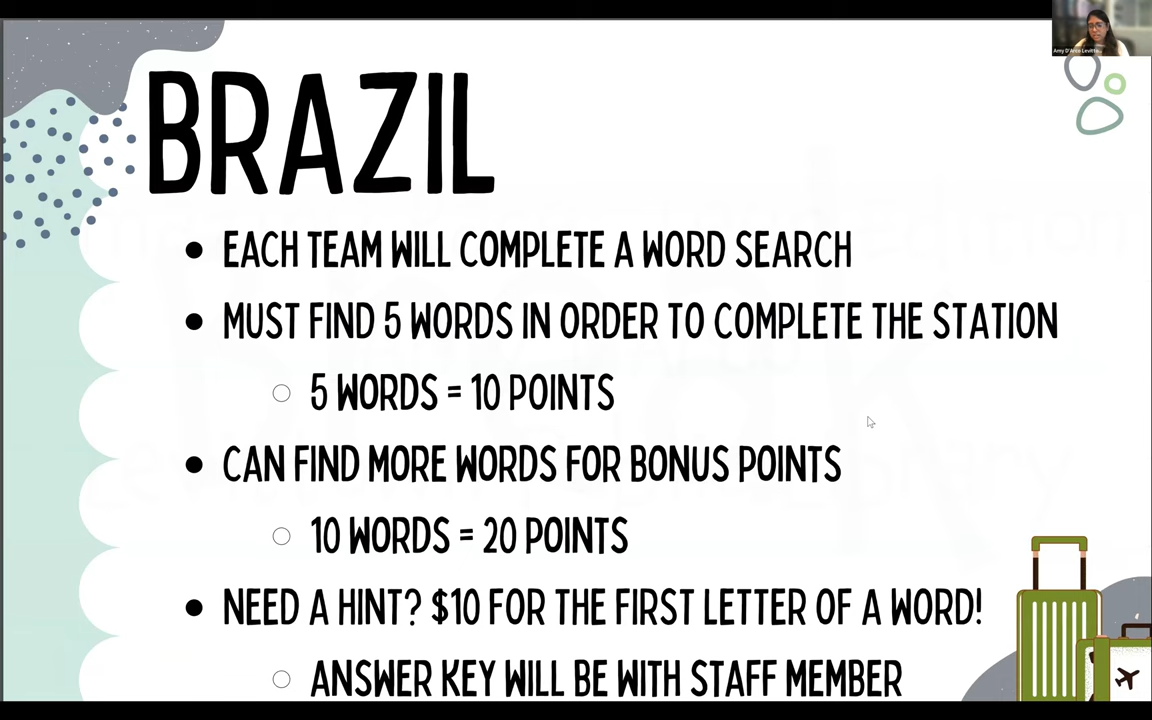 BRAZIL
EACH TEAM WILL COMPLETE A WORD SEARCH
MUST FIND 5 WORDS IN ORDER TO COMPLETE THE STATION
5 WORDS = 10 POINTS
CAN FIND MORE WORDS FOR BONUS POINTS
10 WORDS = 20 POINTS
NEED A HINT? $10 FOR THE FIRST LETTER OF A WORD!
ANSWER KEY WILL BE WITH STAFF MEMBER